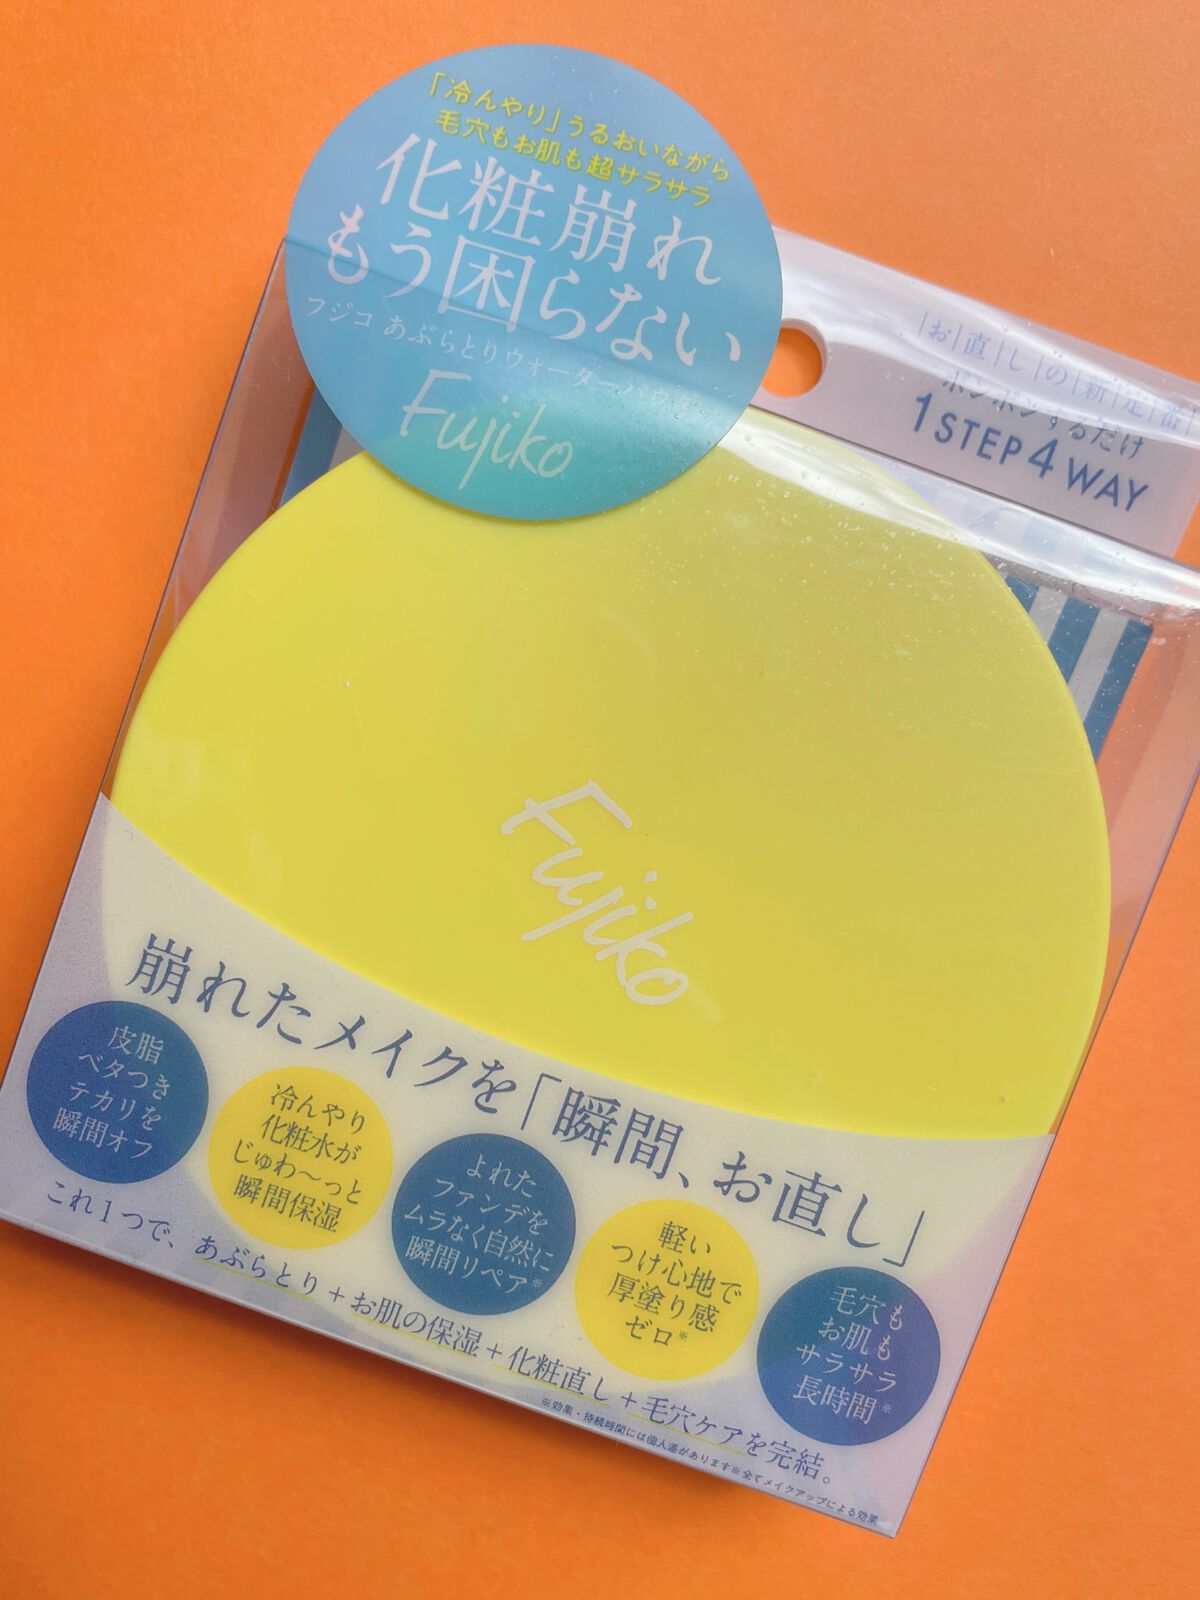 「冷んやり」うるおいながら
毛穴もお肌も超サラサラ
化粧崩れ
もう困らない
フジコ あぶらとりウォーターパウダー
Fujiko
お直しの新定番
ポンポンするだけ
1 STEP 4 WAY
Fujiko
崩れたメイクを「瞬間、お直し」
皮脂
ベタつき
テカリを
瞬間オフ
冷んやり
化粧水が
じゅわ〜っと
瞬間保湿
よれた
ファンデを
ムラなく自然に
瞬間リペア※
軽い
つけ心地で
厚塗り感
ゼロ※
毛穴も
お肌も
サラサラ
長時間※
これ1つで、あぶらとり+お肌の保湿+化粧直し+毛穴ケアを完結。
※効果・持続時間には個人差があります※全てメイクアップによる効果